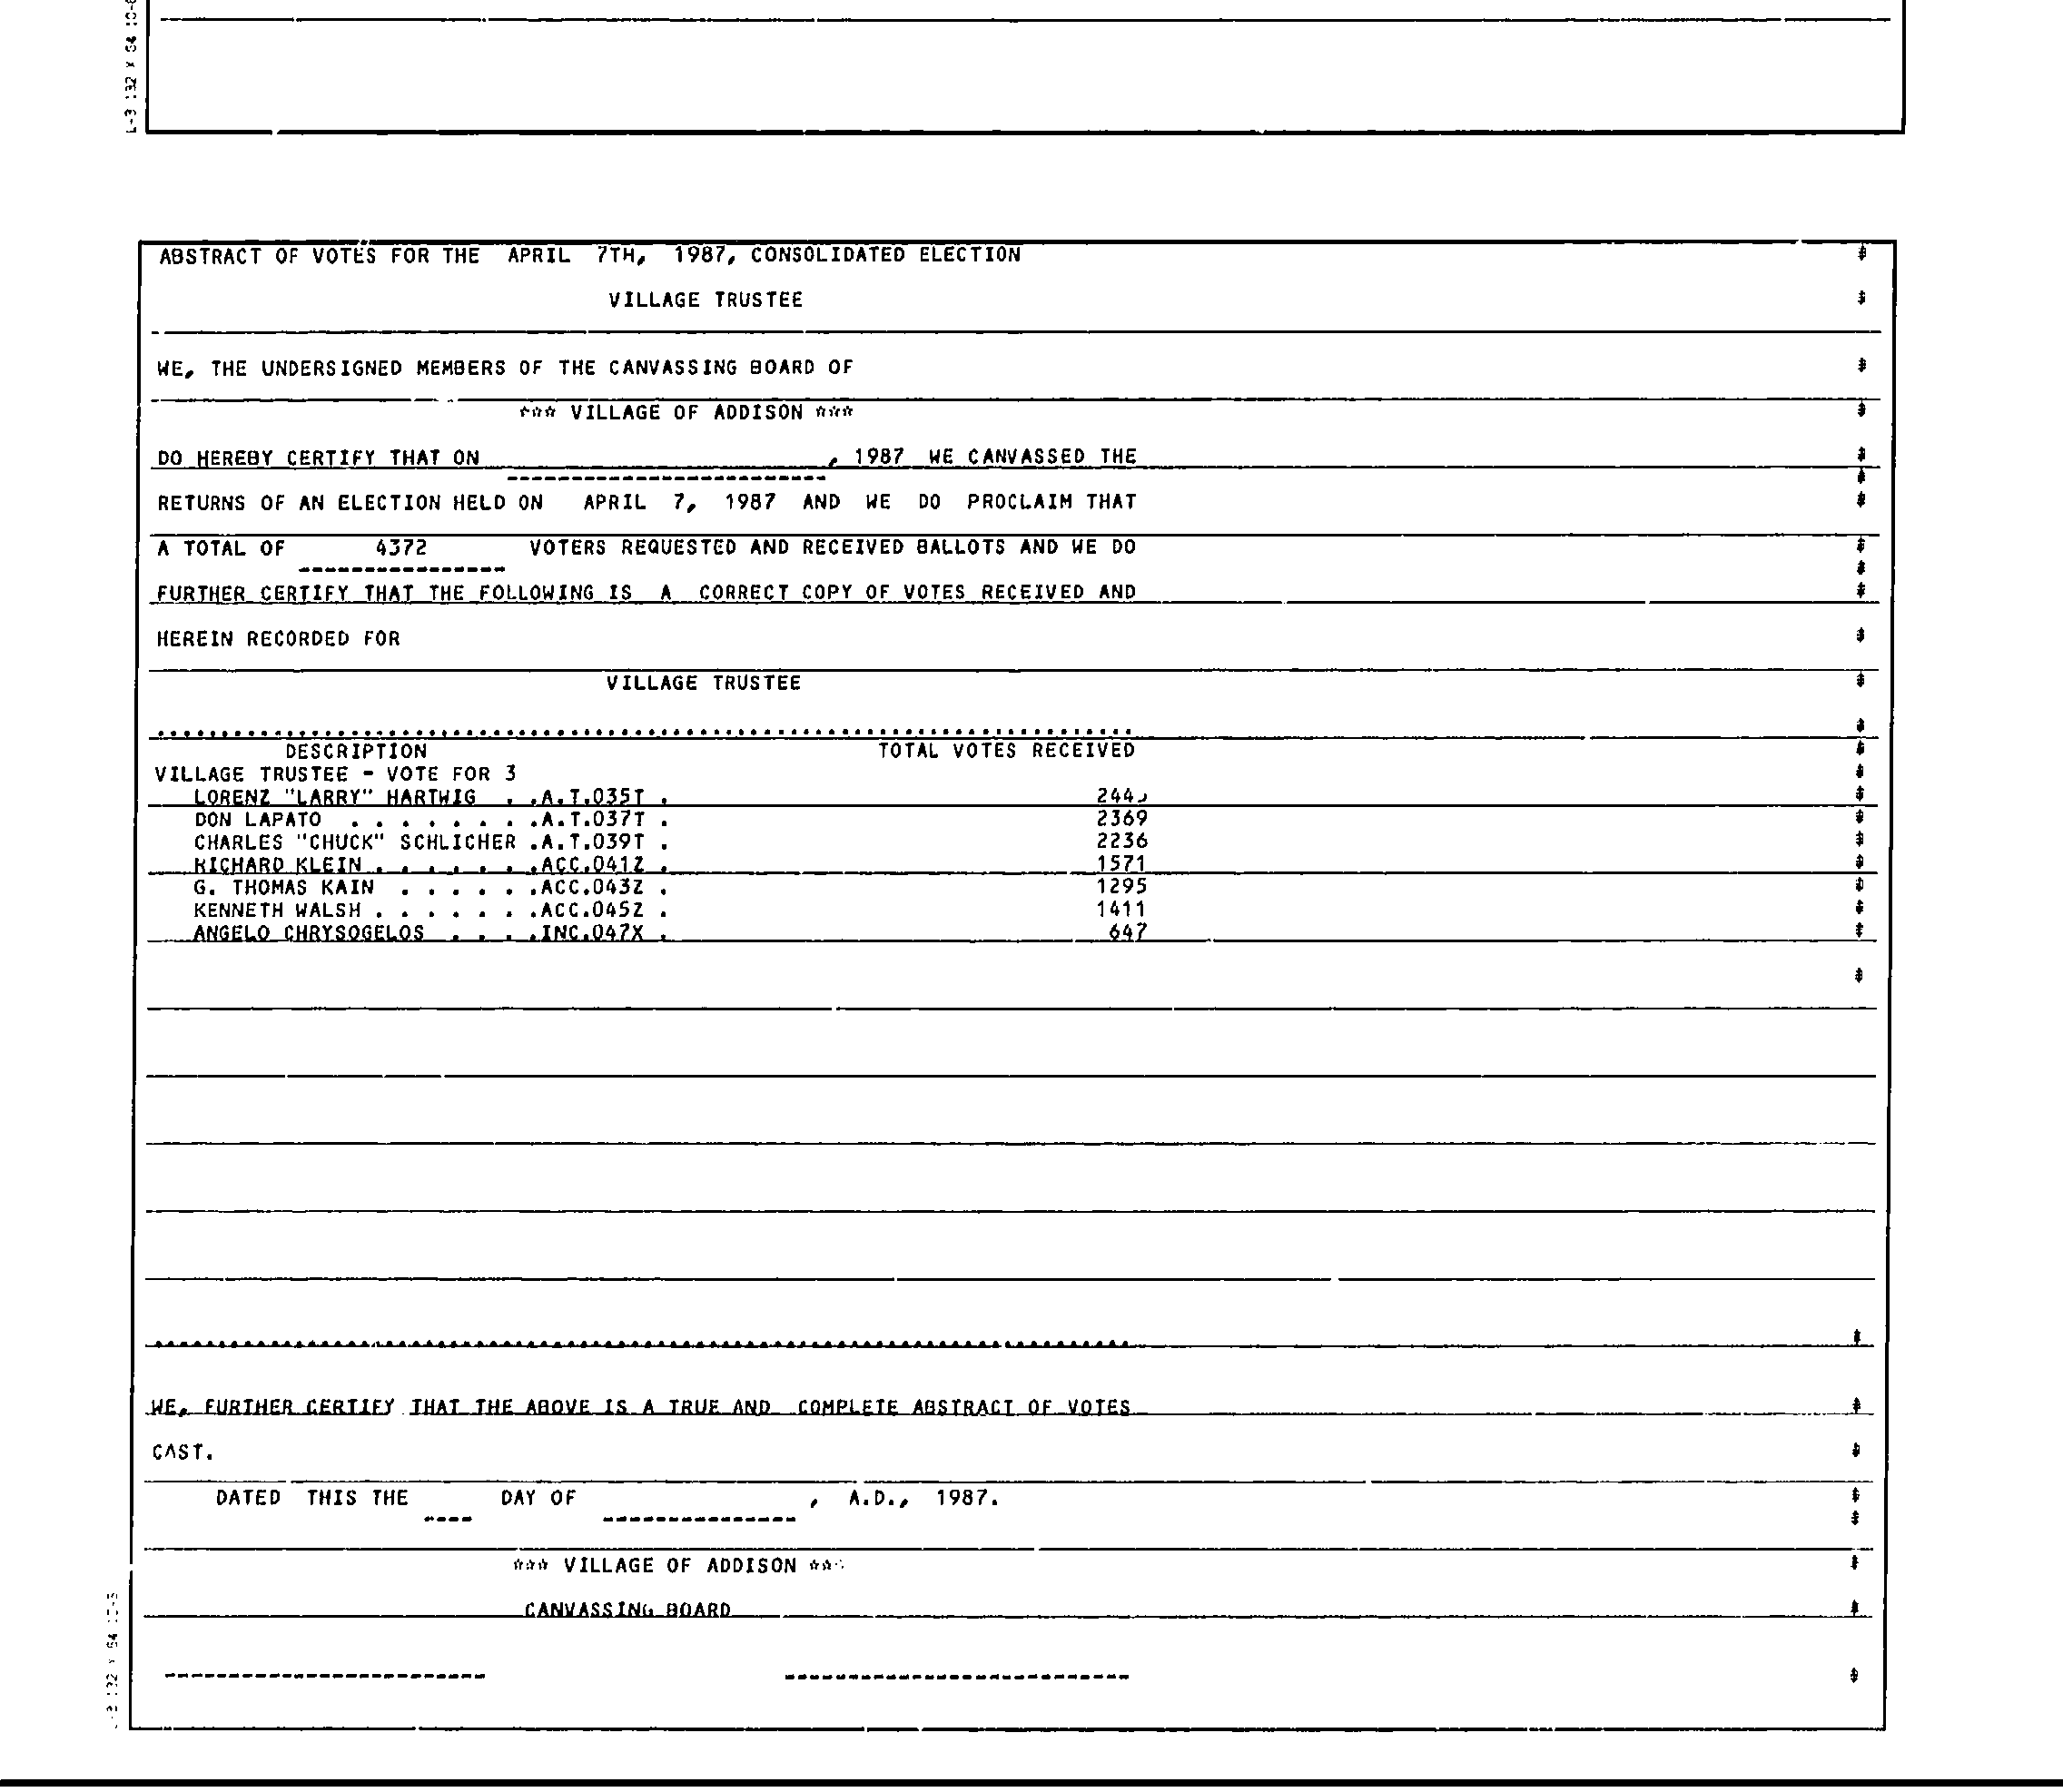 ABSTRACT OF VOTES FOR THE APRIL 7TH, 1987, CONSOLIDATED ELECTION #
VILLAGE TRUSTEE #
WE, THE UNDERSIGNED MEMBERS OF THE CANVASSING BOARD OF #
*** VILLAGE OF ADDISON *** #
DO HEREBY CERTIFY THAT ON , 1987 WE CANVASSED THE #
------------------------- #
RETURNS OF AN ELECTION HELD ON APRIL 7, 1987 AND WE DO PROCLAIM THAT #
A TOTAL OF 4372 VOTERS REQUESTED AND RECEIVED BALLOTS AND WE DO #
---------------- #
FURTHER CERTIFY THAT THE FOLLOWING IS A CORRECT COPY OF VOTES RECEIVED AND #
HEREIN RECORDED FOR #
VILLAGE TRUSTEE #
DESCRIPTION TOTAL VOTES RECEIVED #
VILLAGE TRUSTEE - VOTE FOR 3 #
LORENZ "LARRY" HARTWIG . .A.T.035T . #
DON LAPATO . . . . . . . .A.T.037T . 2369 #
CHARLES "CHUCK" SCHLICHER .A.T.039T . 2236 #
RICHARD KLEIN . . . . . . .ACC.041Z . 1571 #
G. THOMAS KAIN . . . . . .ACC.043Z . 1295 #
KENNETH WALSH . . . . . . .ACC.045Z . 1411 #
ANGELO CHRYSOGELOS . . . .INC.047X . 647 #
#
WE, FURTHER CERTIFY THAT THE ABOVE IS A TRUE AND COMPLETE ABSTRACT OF VOTES #
CAST. #
DATED THIS THE DAY OF , A.D., 1987. #
---- --------------- #
*** VILLAGE OF ADDISON *** #
CANVASSING BOARD #
------------------------- --------------------------- #